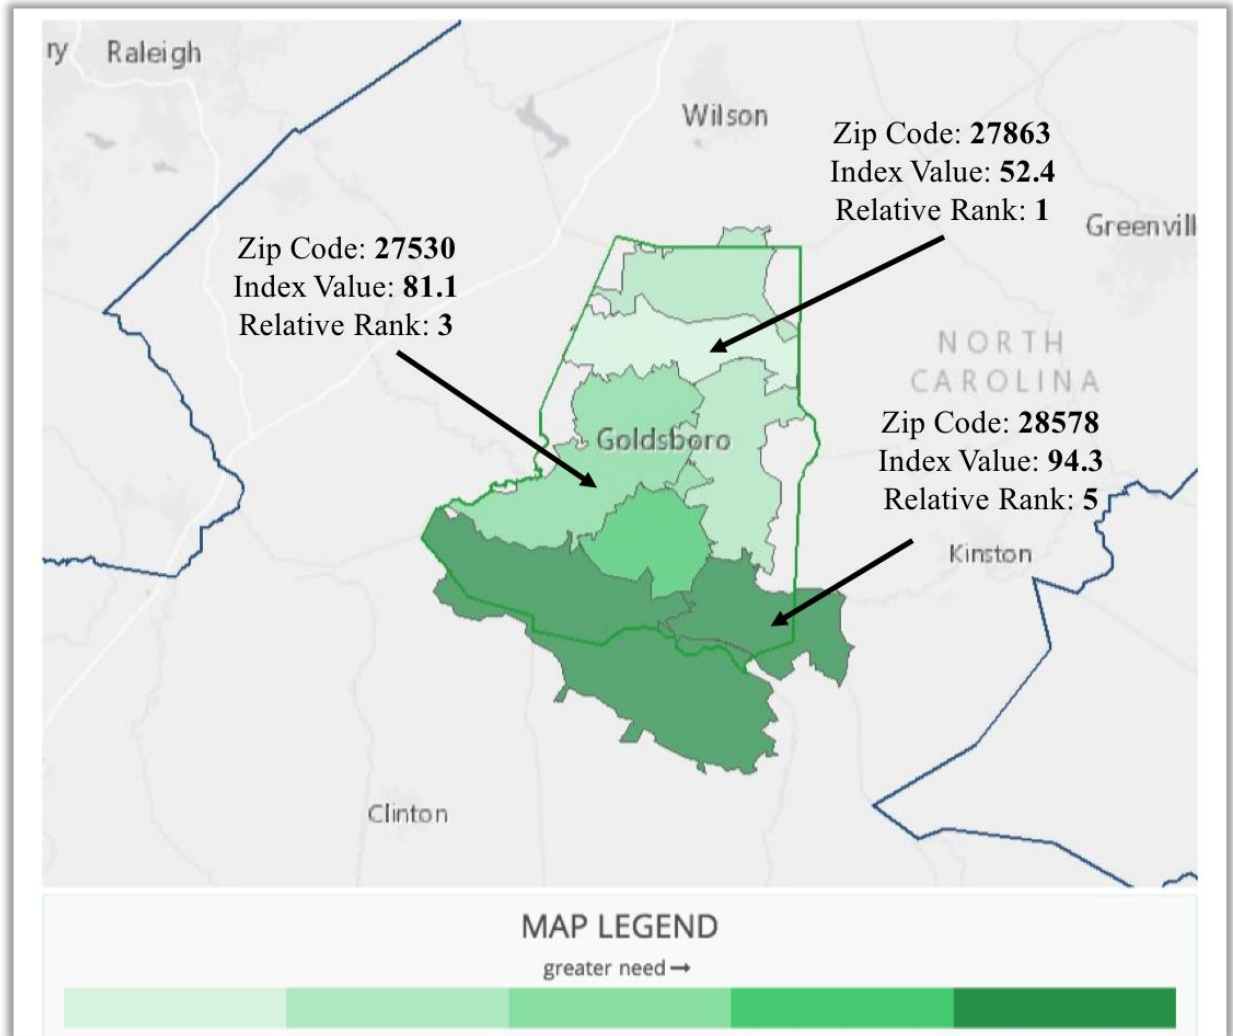 ry
Raleigh
Wilson
Zip Code: 27863
Index Value: 52.4
Relative Rank: 1
Greenvill
Zip Code: 27530
Index Value: 81.1
Relative Rank: 3
NORTH
CAROLINA
Zip Code: 28578
Index Value: 94.3
Relative Rank: 5
Goldsboro
Kinston
Clinton
MAP LEGEND
greater need →